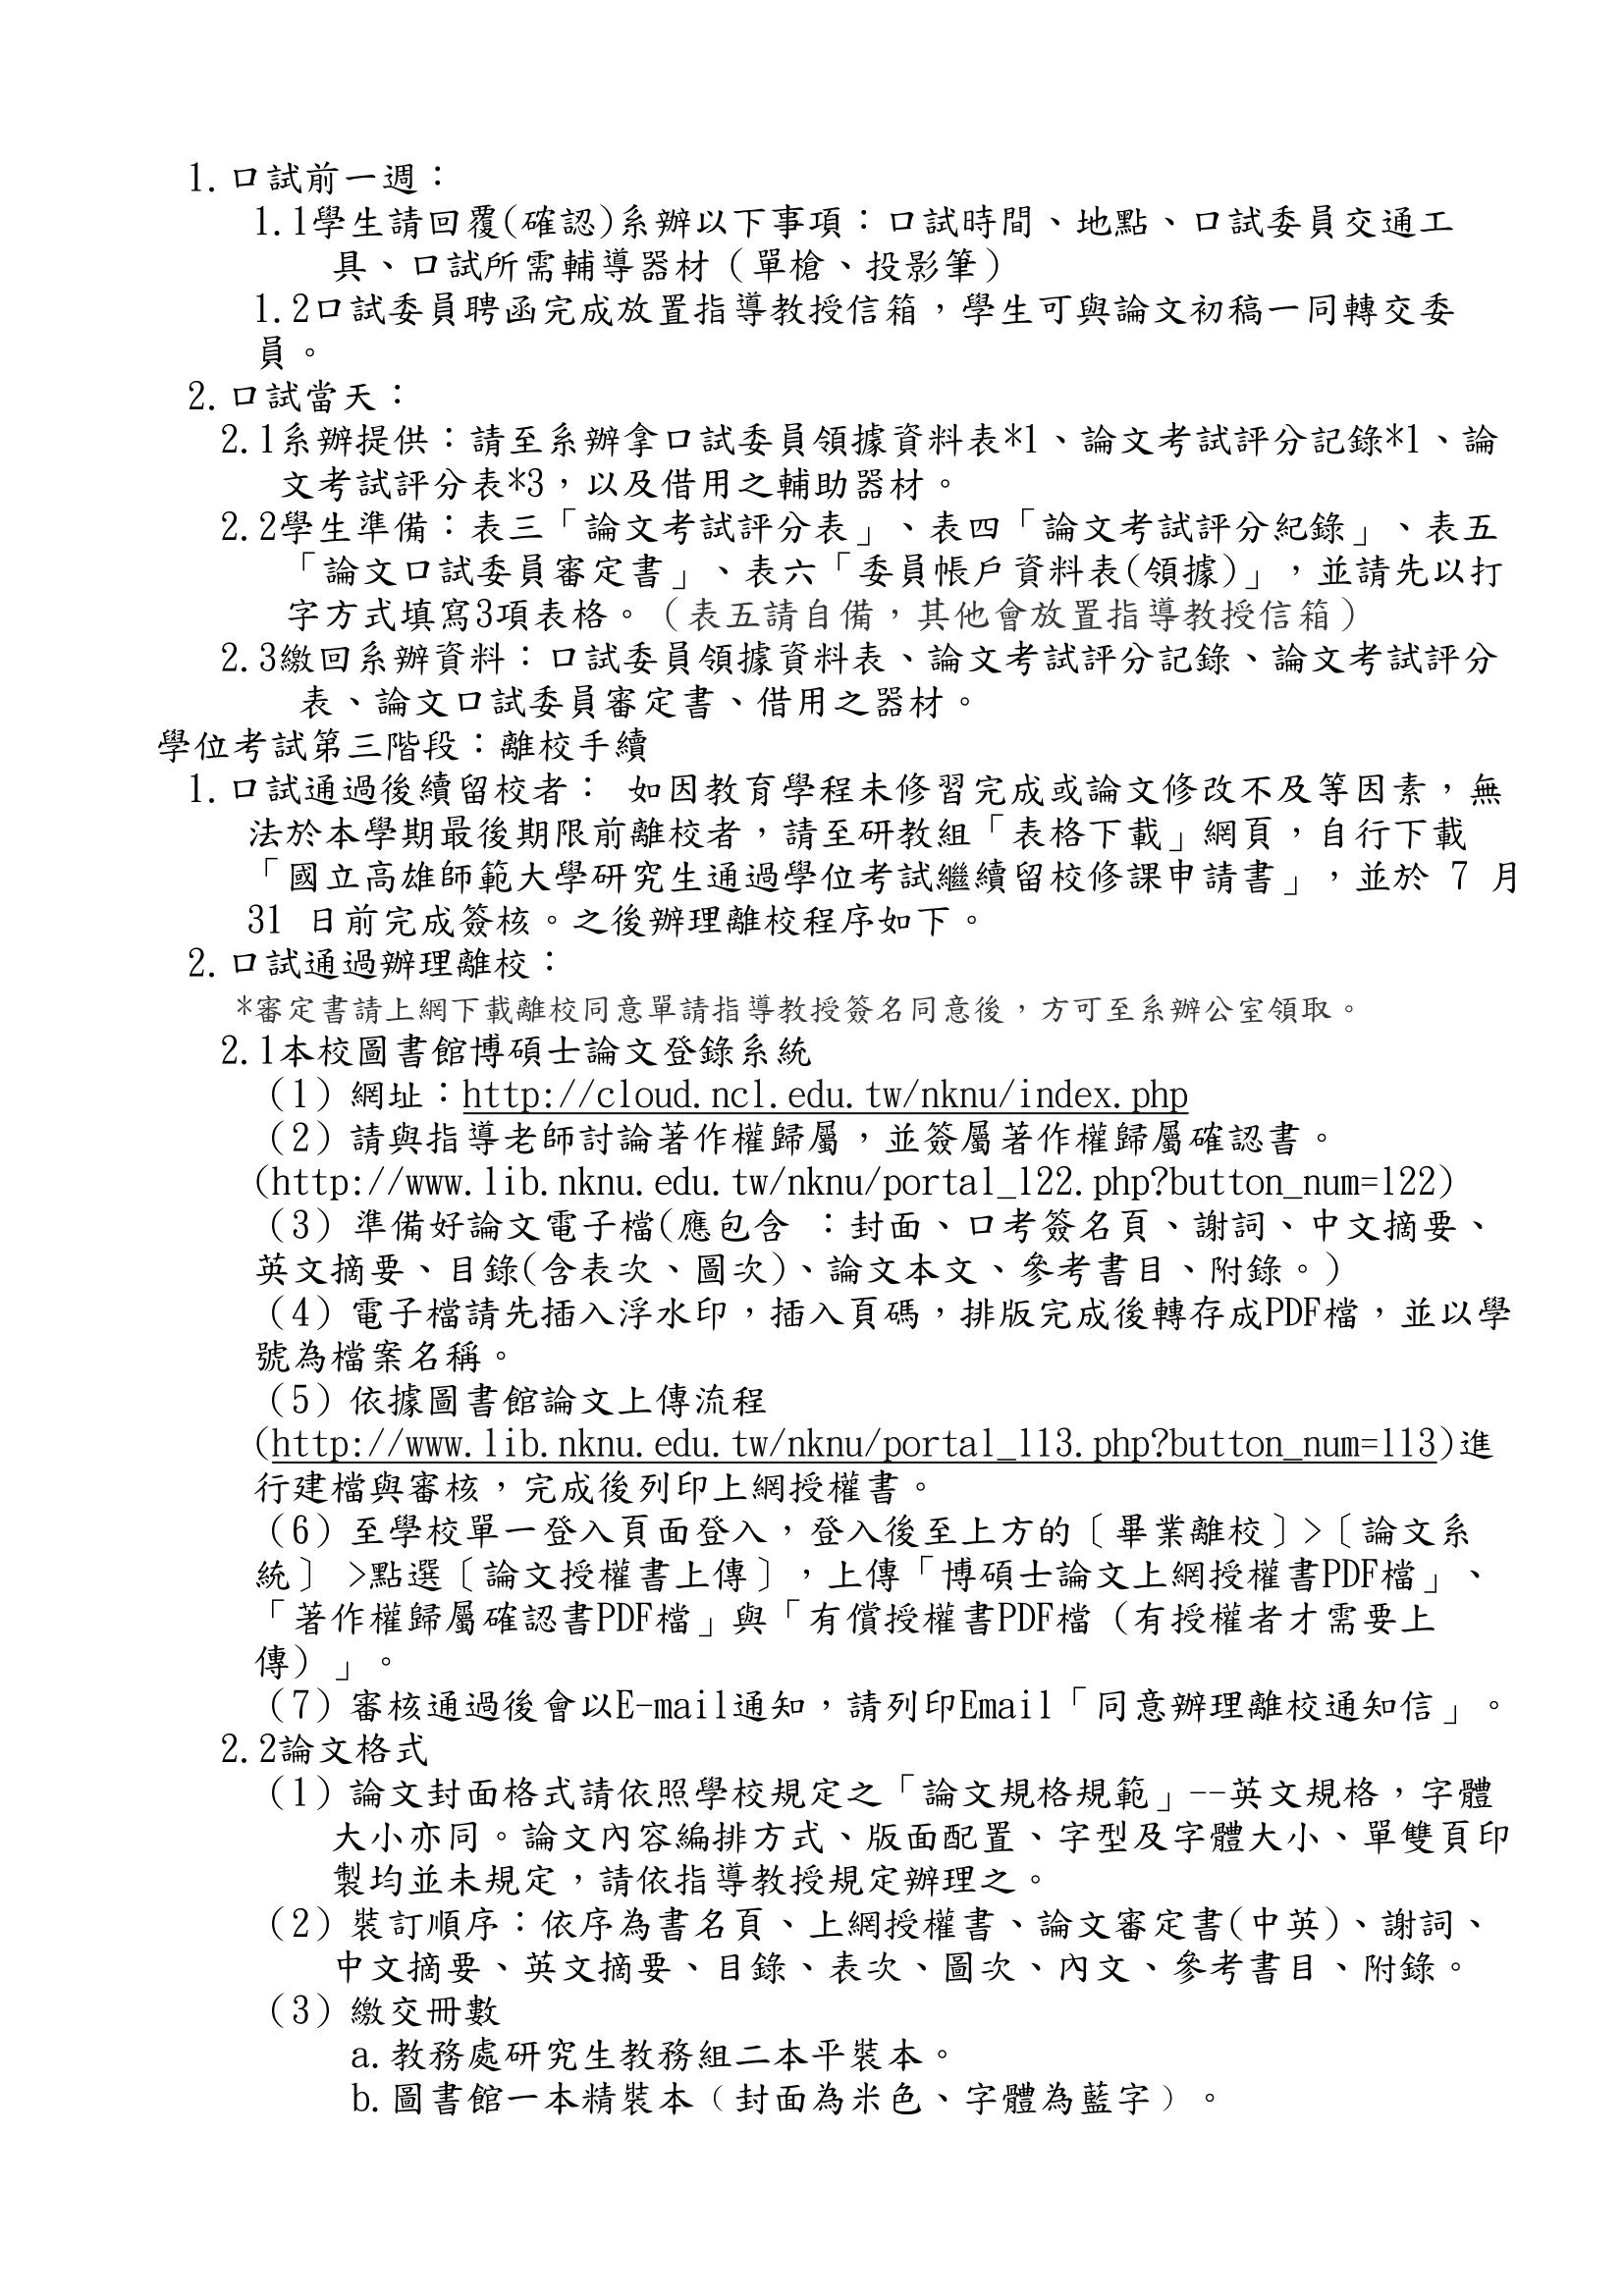 1.口試前一週：
1.1學生請回覆(確認)系辦以下事項：口試時間、地點、口試委員交通工
具、口試所需輔導器材（單槍、投影筆）
1.2口試委員聘函完成放置指導教授信箱，學生可與論文初稿一同轉交委
員。
2.口試當天：
2.1系辦提供：請至系辦拿口試委員領據資料表*1、論文考試評分記錄*1、論
文考試評分表*3，以及借用之輔助器材。
2.2學生準備：表三「論文考試評分表」、表四「論文考試評分紀錄」、表五
「論文口試委員審定書」、表六「委員帳戶資料表(領據)」，並請先以打
字方式填寫3項表格。（表五請自備，其他會放置指導教授信箱）
2.3繳回系辦資料：口試委員領據資料表、論文考試評分記錄、論文考試評分
表、論文口試委員審定書、借用之器材。
學位考試第三階段：離校手續
1.口試通過後續留校者： 如因教育學程未修習完成或論文修改不及等因素，無
法於本學期最後期限前離校者，請至研教組「表格下載」網頁，自行下載
「國立高雄師範大學研究生通過學位考試繼續留校修課申請書」，並於 7 月
31 日前完成簽核。之後辦理離校程序如下。
2.口試通過辦理離校：
*審定書請上網下載離校同意單請指導教授簽名同意後，方可至系辦公室領取。
2.1本校圖書館博碩士論文登錄系統
（1）網址：http://cloud.ncl.edu.tw/nknu/index.php
（2）請與指導老師討論著作權歸屬，並簽屬著作權歸屬確認書。
(http://www.lib.nknu.edu.tw/nknu/portal_l22.php?button_num=l22)
（3）準備好論文電子檔(應包含 ：封面、口考簽名頁、謝詞、中文摘要、
英文摘要、目錄(含表次、圖次)、論文本文、參考書目、附錄。)
（4）電子檔請先插入浮水印，插入頁碼，排版完成後轉存成PDF檔，並以學
號為檔案名稱。
（5）依據圖書館論文上傳流程
(http://www.lib.nknu.edu.tw/nknu/portal_l13.php?button_num=l13)進
行建檔與審核，完成後列印上網授權書。
（6）至學校單一登入頁面登入，登入後至上方的〔畢業離校〕>〔論文系
統〕 >點選〔論文授權書上傳〕，上傳「博碩士論文上網授權書PDF檔」、
「著作權歸屬確認書PDF檔」與「有償授權書PDF檔（有授權者才需要上
傳）」。
（7）審核通過後會以E-mail通知，請列印Email「同意辦理離校通知信」。
2.2論文格式
（1）論文封面格式請依照學校規定之「論文規格規範」--英文規格，字體
大小亦同。論文內容編排方式、版面配置、字型及字體大小、單雙頁印
製均並未規定，請依指導教授規定辦理之。
（2）裝訂順序：依序為書名頁、上網授權書、論文審定書(中英)、謝詞、
中文摘要、英文摘要、目錄、表次、圖次、內文、參考書目、附錄。
（3）繳交冊數
a.教務處研究生教務組二本平裝本。
b.圖書館一本精裝本（封面為米色、字體為藍字）。